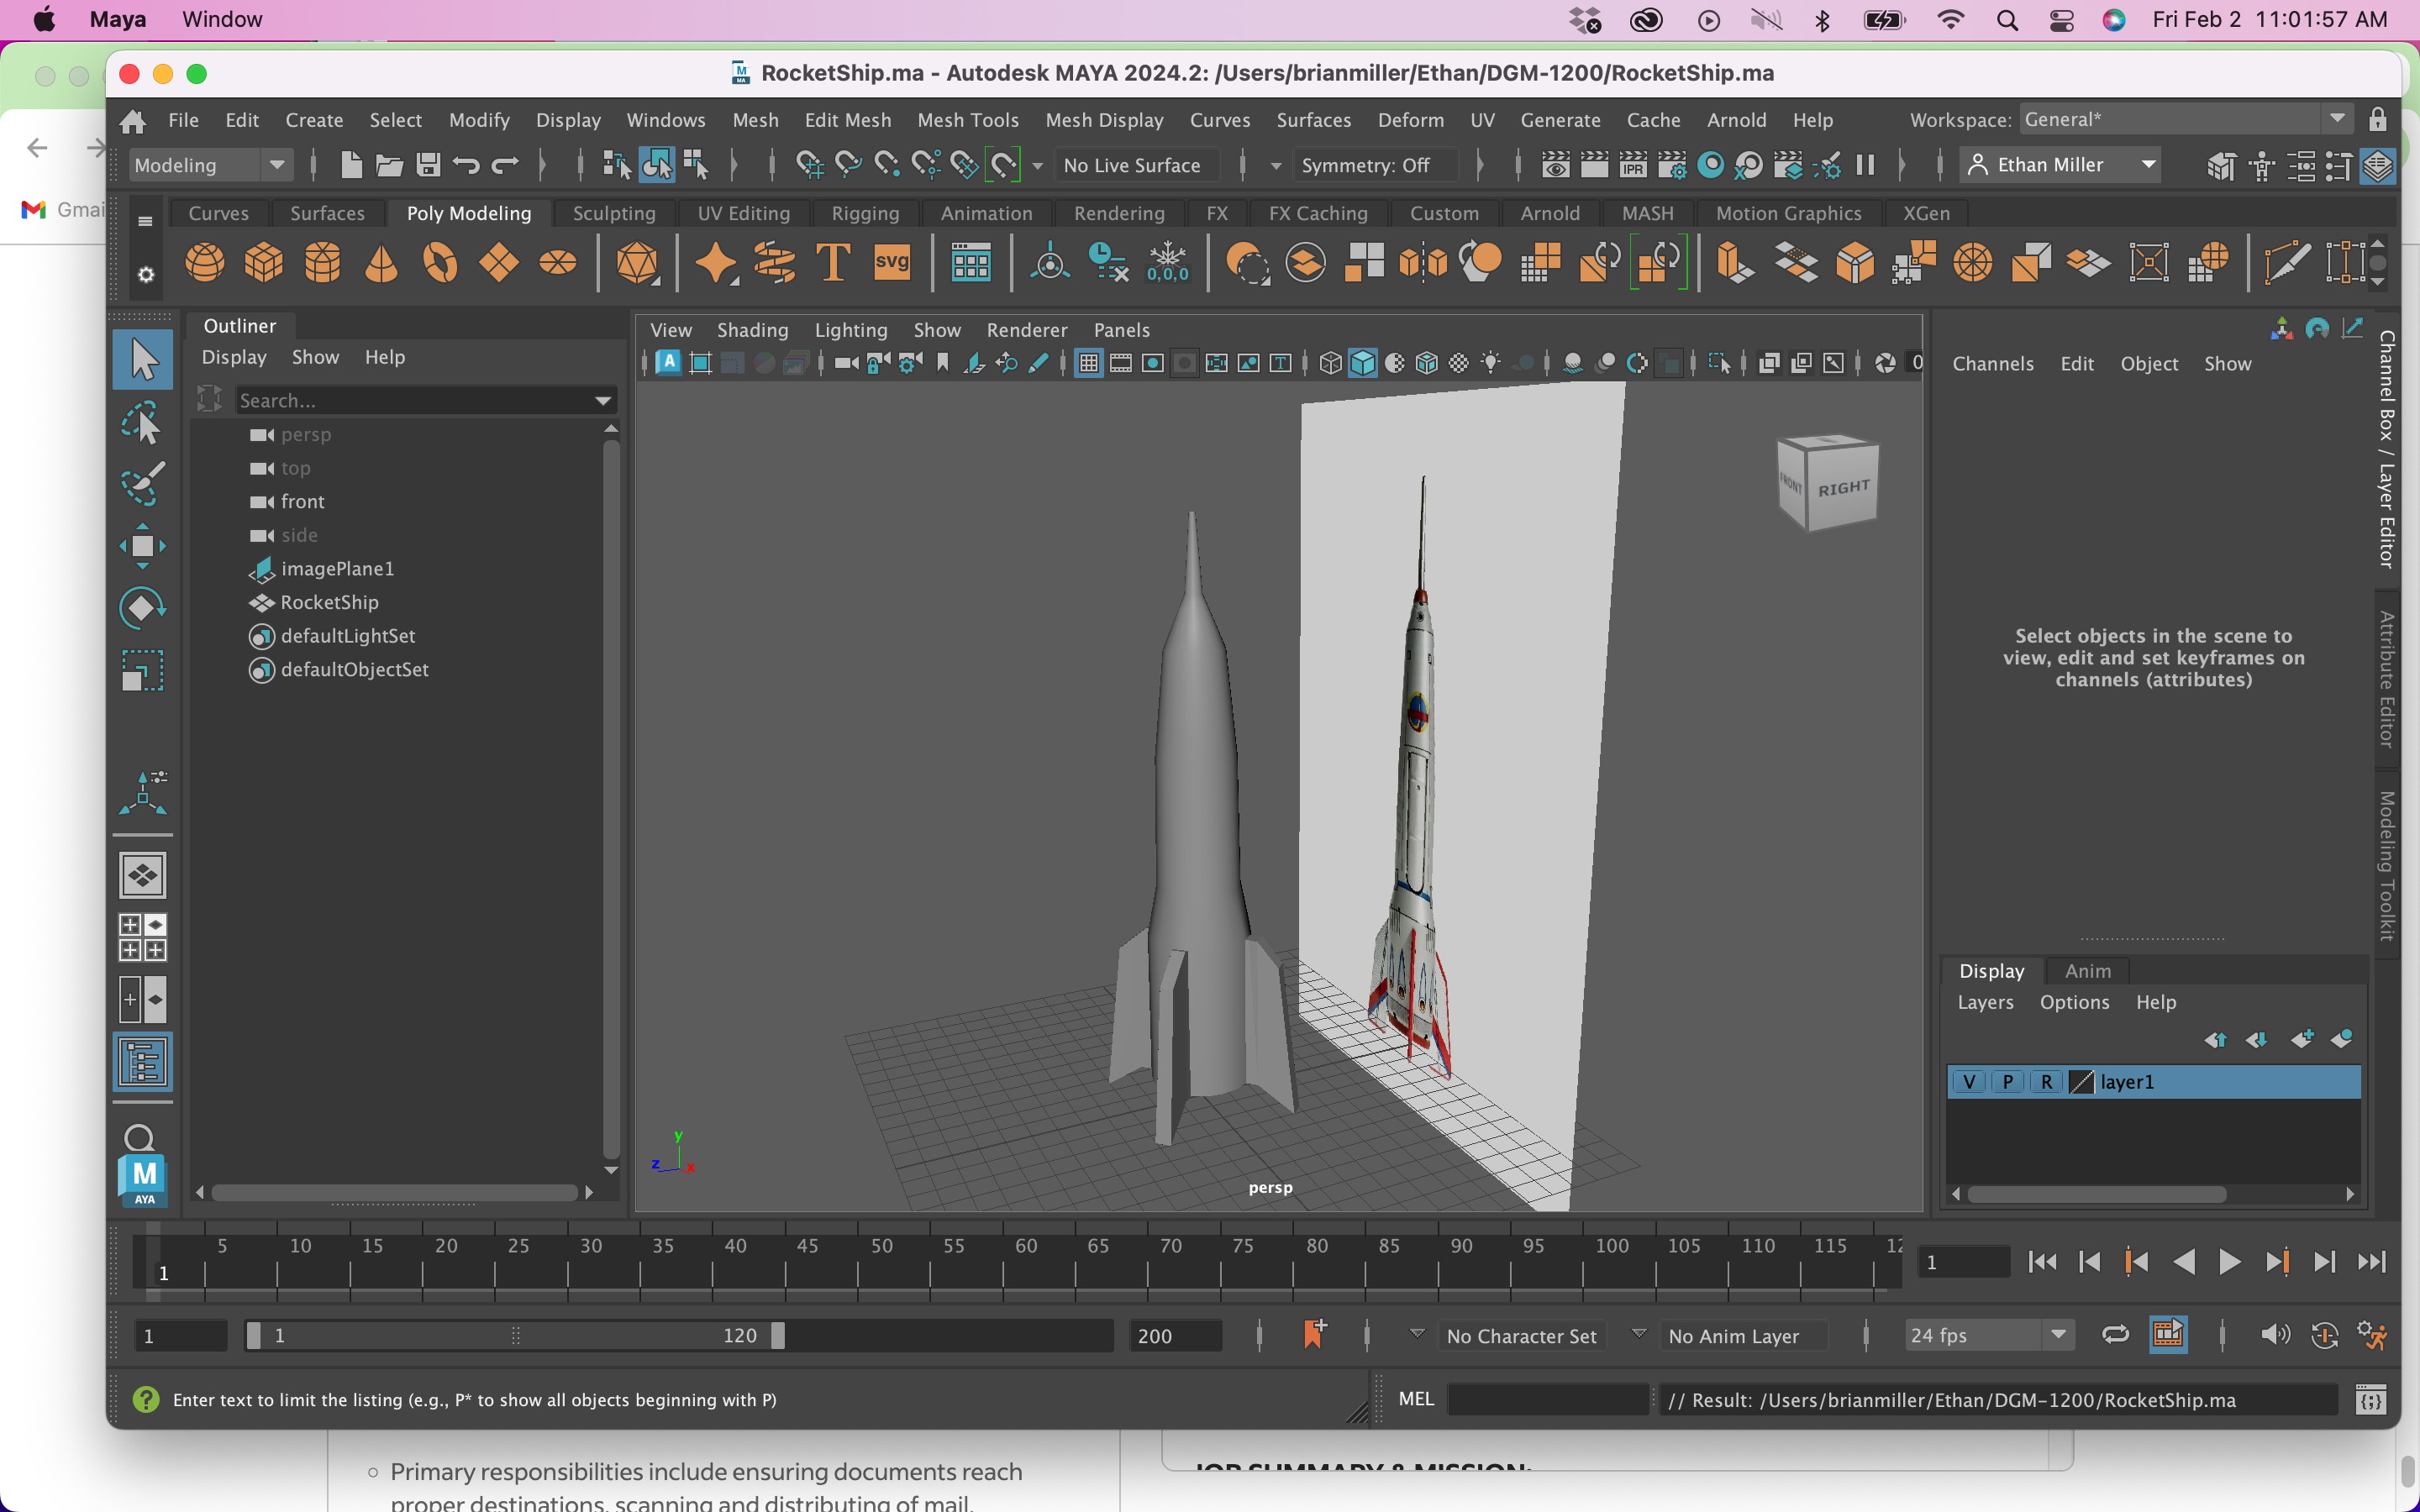 Maya Window Fri Feb 2 11:01:57 AM
RocketShip.ma - Autodesk MAYA 2024.2: /Users/brianmiller/Ethan/DGM-1200/RocketShip.ma
File Edit Create Select Modify Display Windows Mesh Edit Mesh Mesh Tools Mesh Display Curves Surfaces Deform UV Generate Cache Arnold Help Workspace: General*
Modeling No Live Surface Symmetry: Off IPR Ethan Miller
Gmai
Curves Surfaces Poly Modeling Sculpting UV Editing Rigging Animation Rendering FX FX Caching Custom Arnold MASH Motion Graphics XGen
T svg 0,0,0
Outliner
Display Show Help
Search...
persp
top
front
side
imagePlane1
RocketShip
defaultLightSet
defaultObjectSet
View Shading Lighting Show Renderer Panels
A T 0
FRONT RIGHT
y
z x
persp
Channels Edit Object Show
Select objects in the scene to
view, edit and set keyframes on
channels (attributes)
Channel Box / Layer Editor
Attribute Editor
Modeling Toolkit
Display Anim
Layers Options Help
V P R layer1
M
AYA
5 10 15 20 25 30 35 40 45 50 55 60 65 70 75 80 85 90 95 100 105 110 115 12
1
1
1 1 120 200 No Character Set No Anim Layer 24 fps
Enter text to limit the listing (e.g., P* to show all objects beginning with P) MEL // Result: /Users/brianmiller/Ethan/DGM-1200/RocketShip.ma
Primary responsibilities include ensuring documents reach
proper destinations, scanning and distributing of mail,
JOB SUMMARY & MISSION: